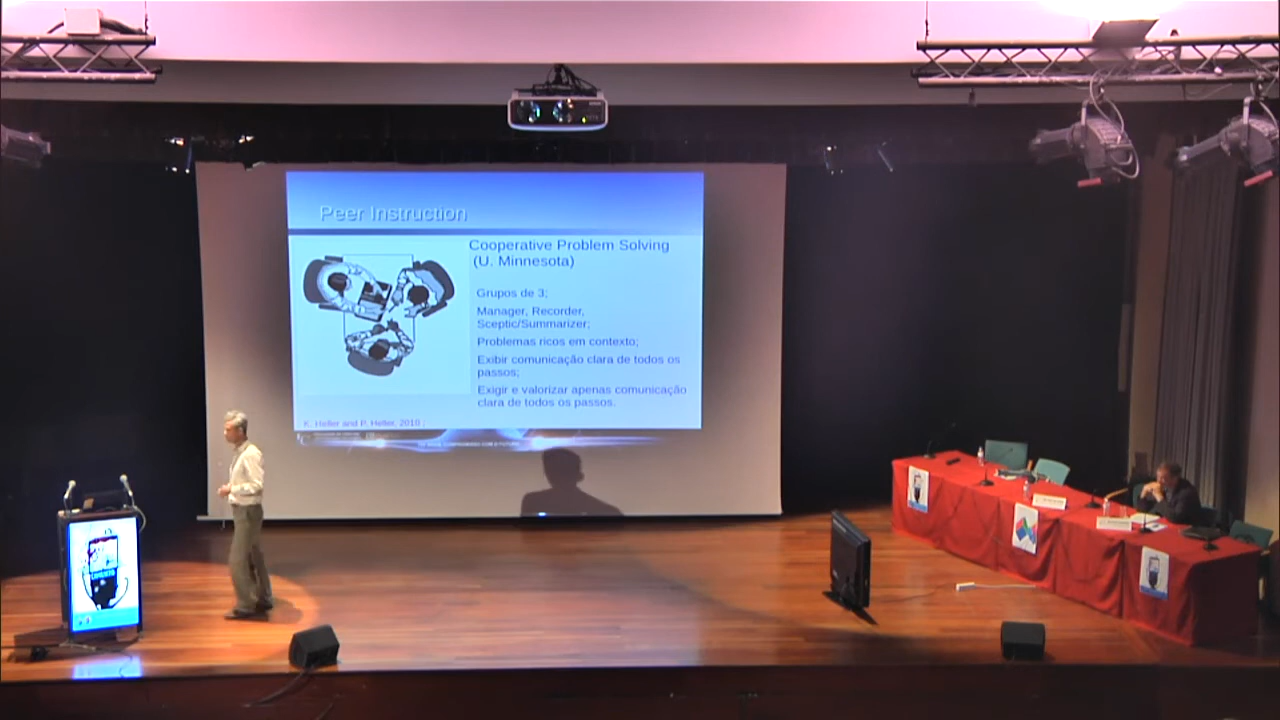 Peer Instruction
Cooperative Problem Solving
(U. Minnesota)
Grupos de 3;
Manager, Recorder,
Sceptic/Summarizer;
Problemas ricos em contexto;
Exibir comunicação clara de todos os
passos;
Exigir e valorizar apenas comunicação
clara de todos os passos.
K. Heller and P. Heller, 2010